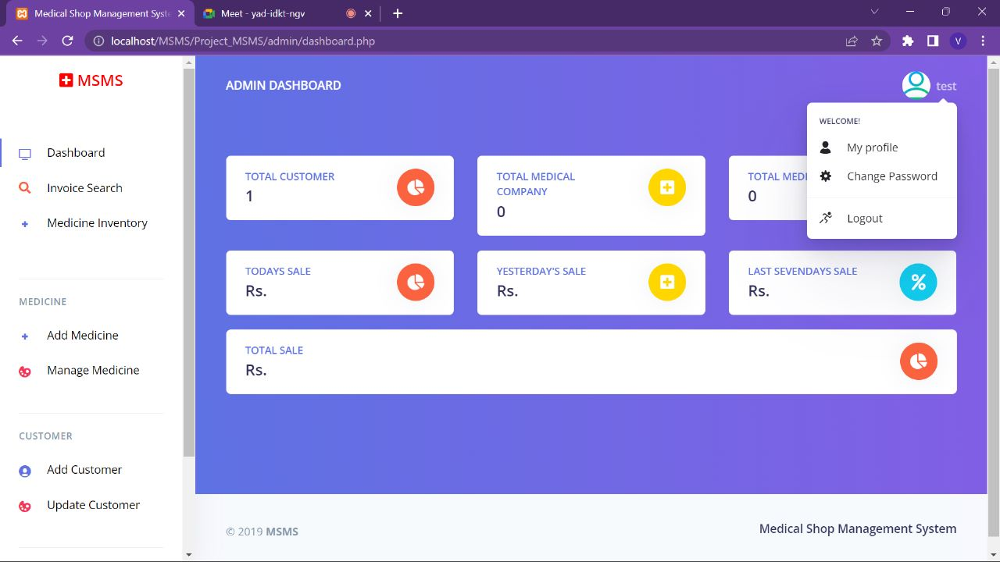 Medical Shop Management Syste
Meet - yad-idkt-ngv
localhost/MSMS/Project_MSMS/admin/dashboard.php
V
MSMS
Dashboard
Invoice Search
Medicine Inventory
MEDICINE
Add Medicine
Manage Medicine
CUSTOMER
Add Customer
Update Customer
ADMIN DASHBOARD
test
WELCOME!
My profile
Change Password
Logout
TOTAL CUSTOMER
1
TOTAL MEDICAL
COMPANY
0
TOTAL MEDI
0
TODAYS SALE
Rs.
YESTERDAY'S SALE
Rs.
LAST SEVENDAYS SALE
Rs.
TOTAL SALE
Rs.
© 2019 MSMS
Medical Shop Management System